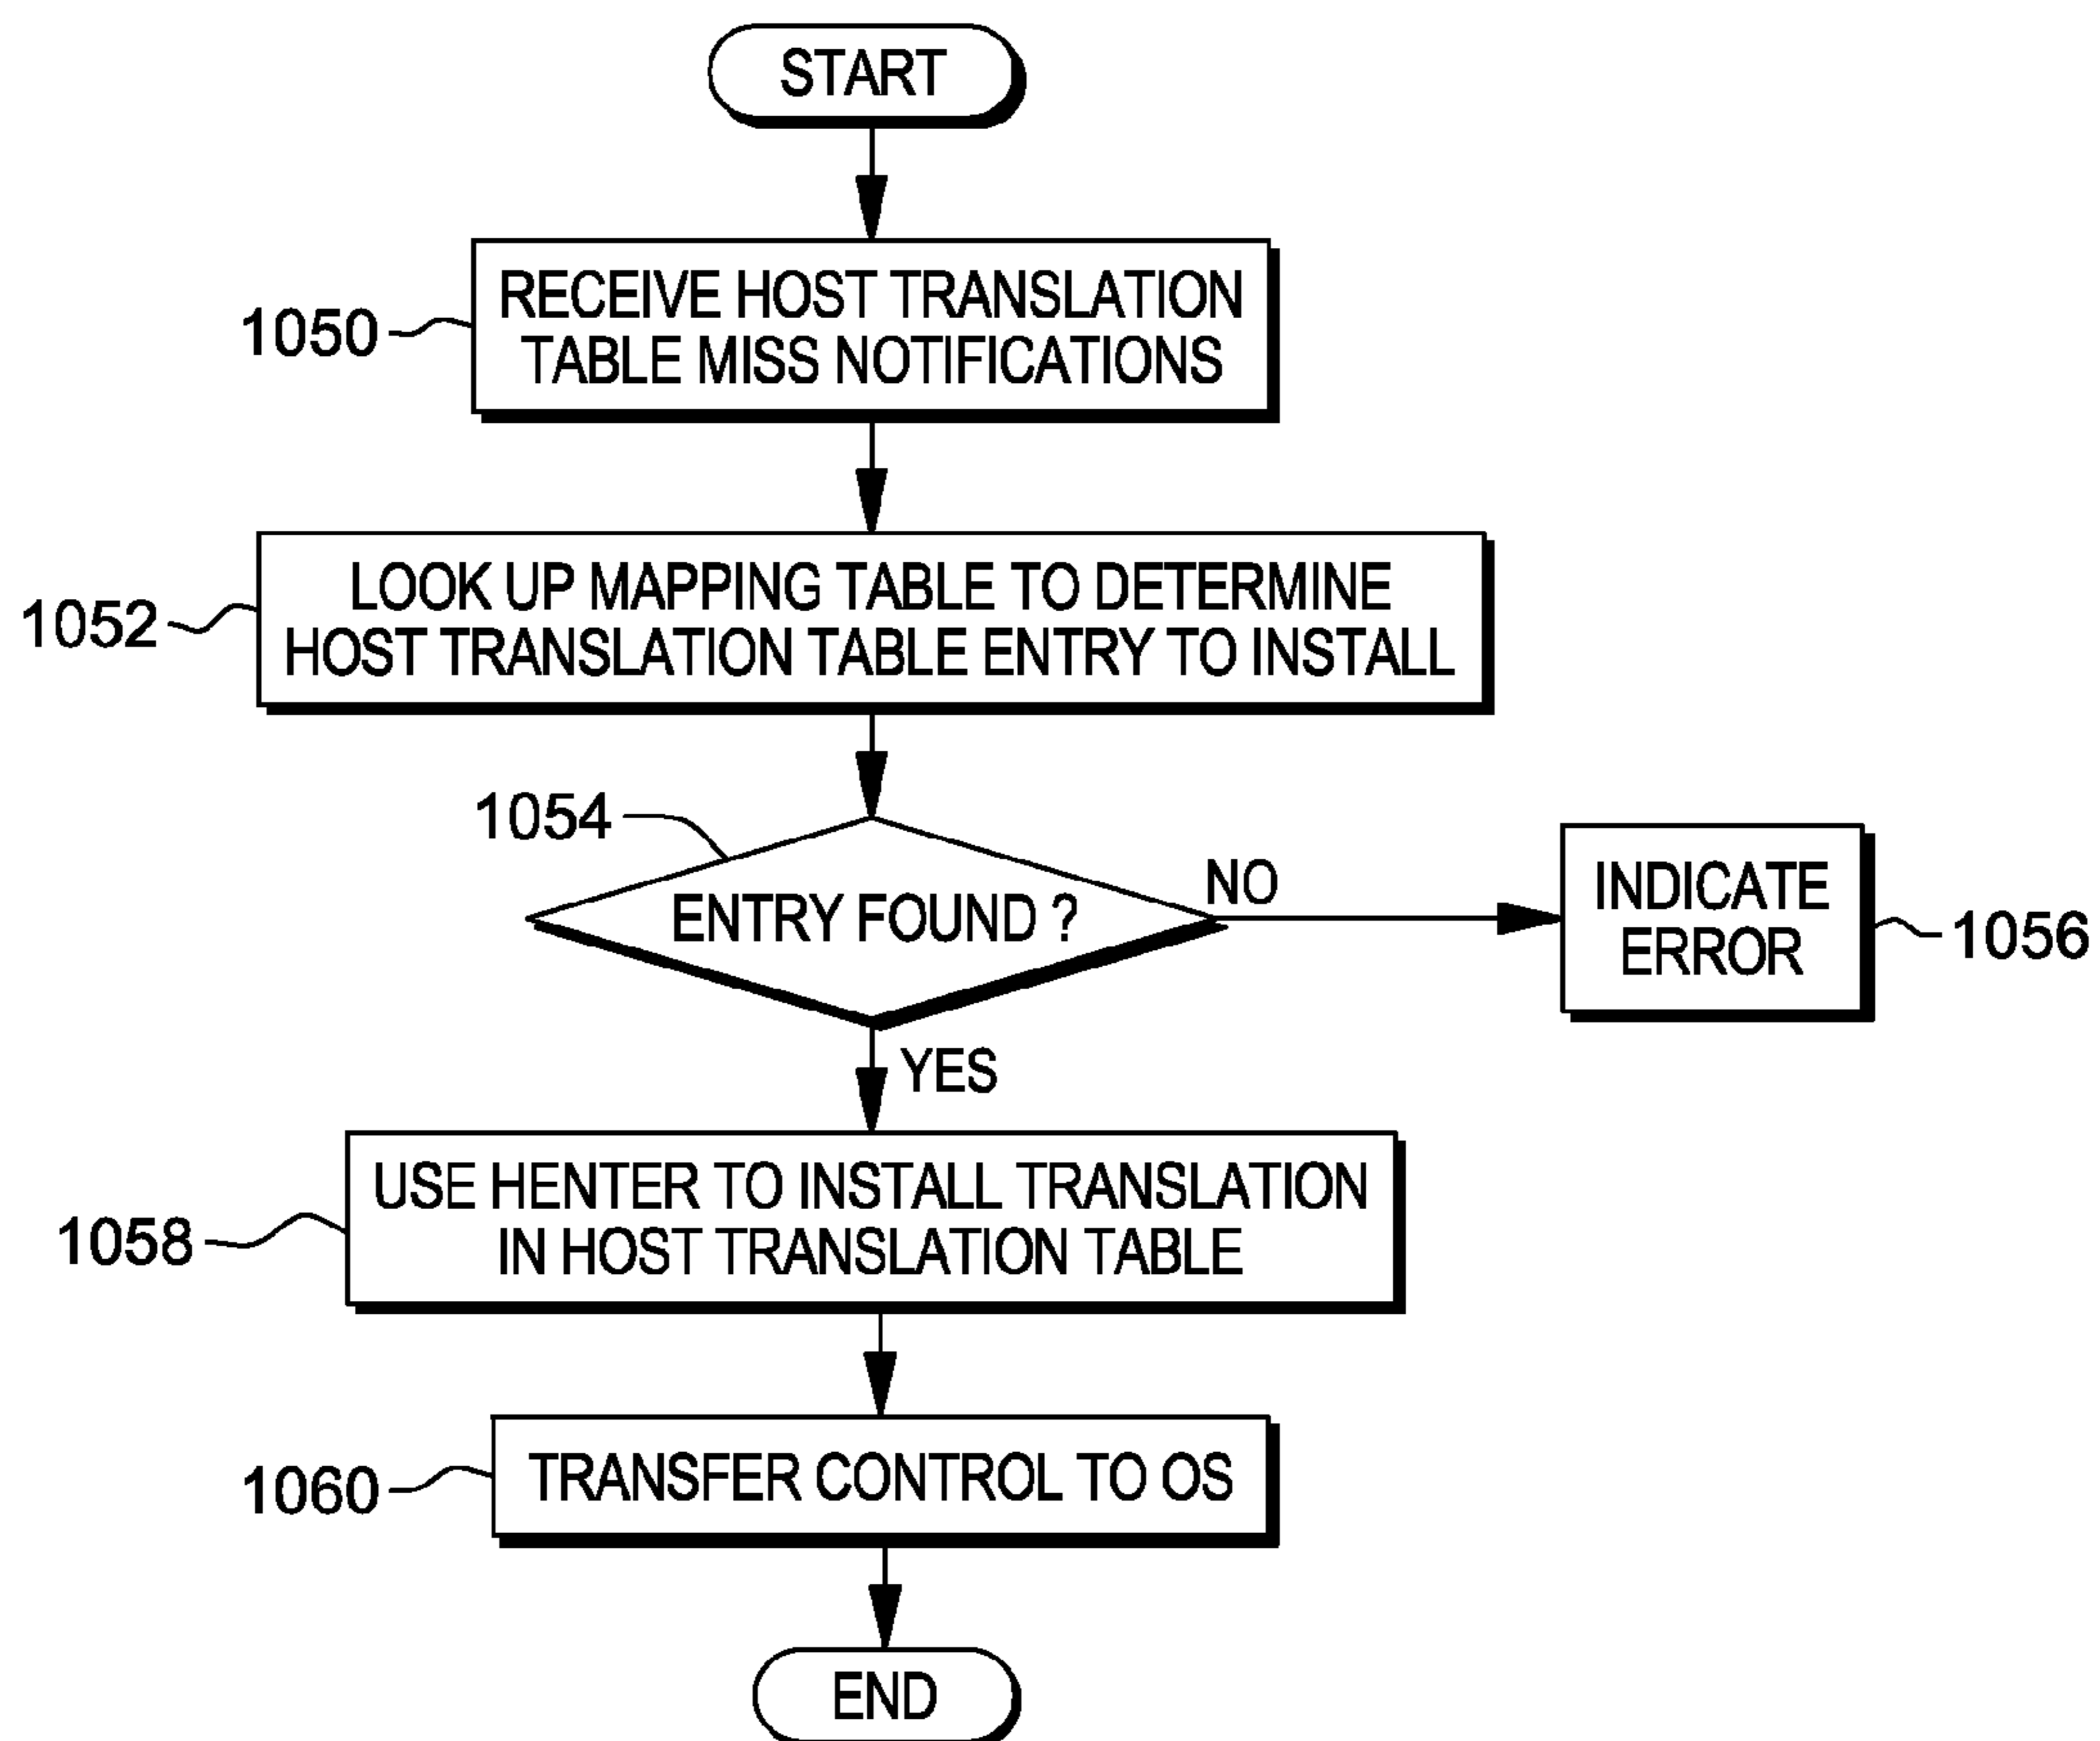 START
1050
RECEIVE HOST TRANSLATION
TABLE MISS NOTIFICATIONS
1052
LOOK UP MAPPING TABLE TO DETERMINE
HOST TRANSLATION TABLE ENTRY TO INSTALL
1054
ENTRY FOUND ?
NO
INDICATE
ERROR
1056
YES
1058
USE HENTER TO INSTALL TRANSLATION
IN HOST TRANSLATION TABLE
1060
TRANSFER CONTROL TO OS
END